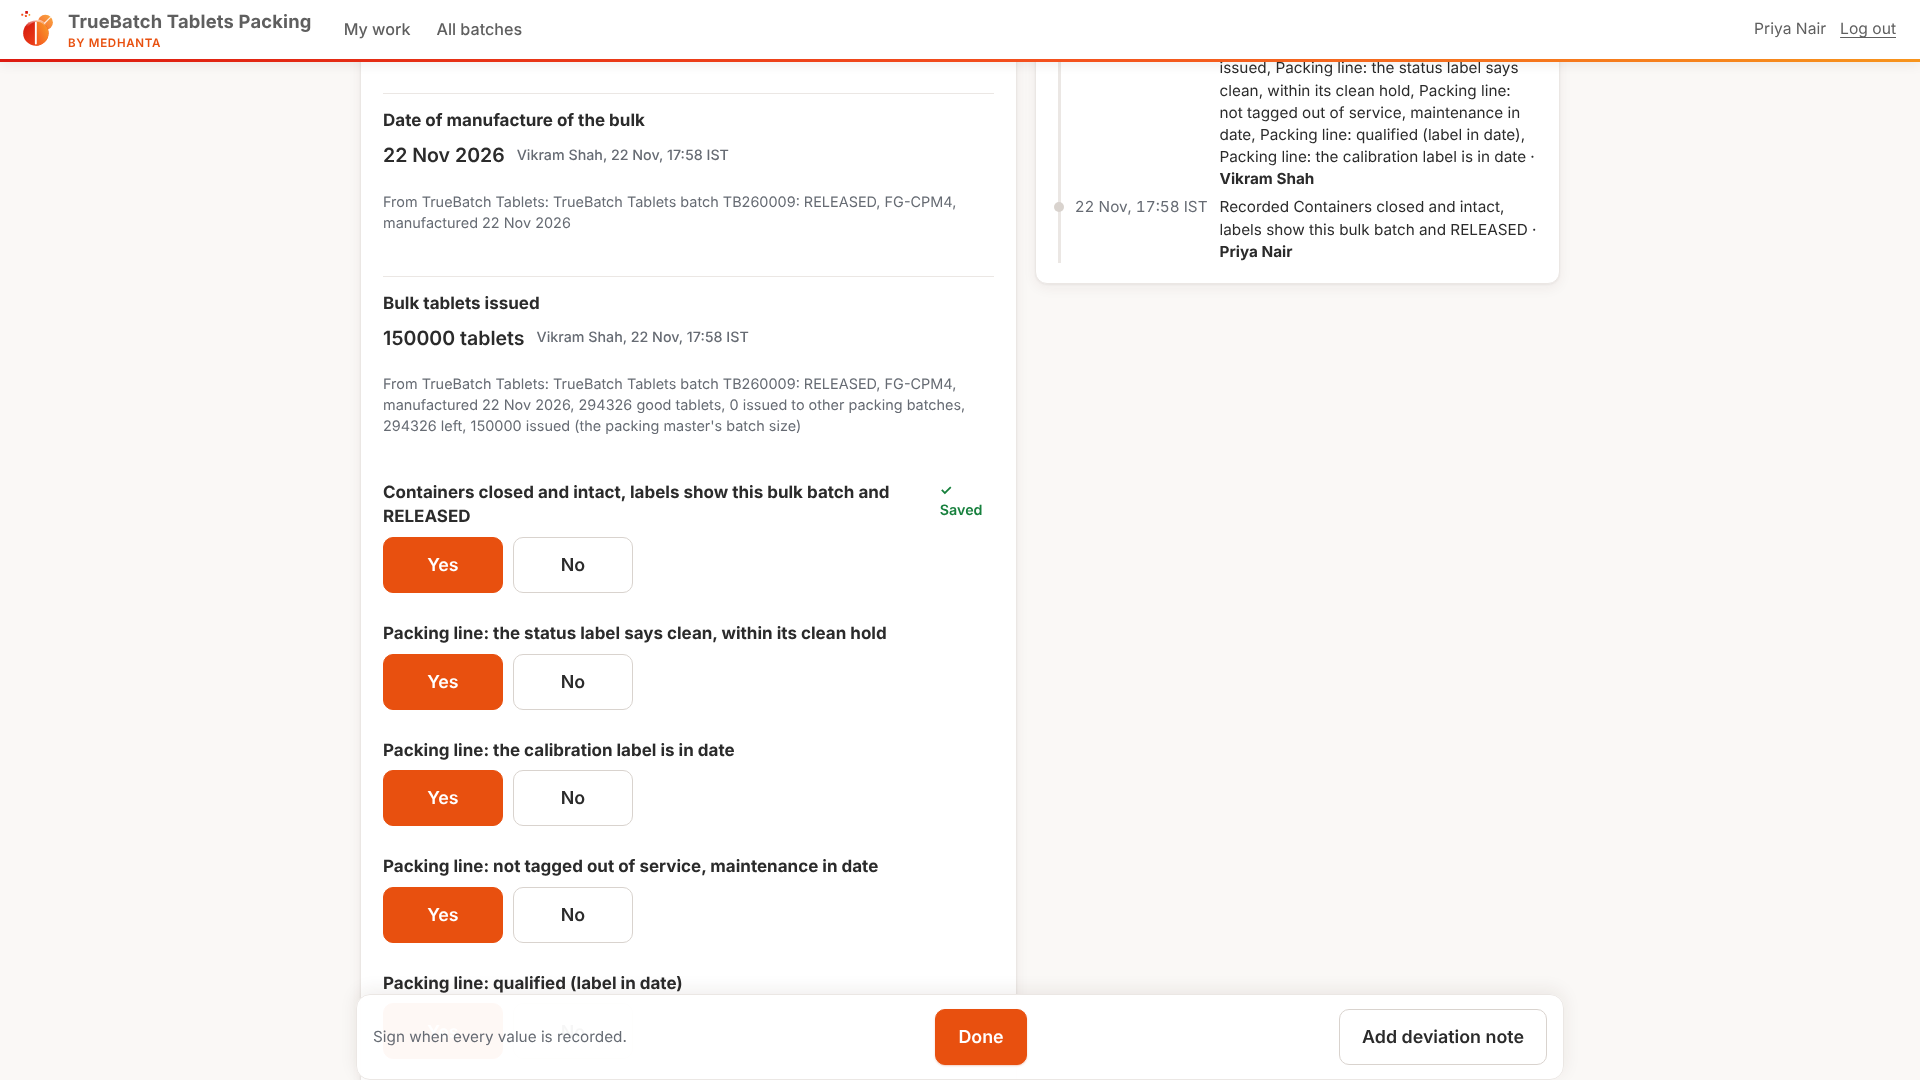 TrueBatch Tablets Packing
BY MEDHANTA
My work
All batches
Priya Nair
Log out
Date of manufacture of the bulk
22 Nov 2026
Vikram Shah, 22 Nov, 17:58 IST
From TrueBatch Tablets: TrueBatch Tablets batch TB260009: RELEASED, FG-CPM4,
manufactured 22 Nov 2026
Bulk tablets issued
150000 tablets
Vikram Shah, 22 Nov, 17:58 IST
From TrueBatch Tablets: TrueBatch Tablets batch TB260009: RELEASED, FG-CPM4,
manufactured 22 Nov 2026, 294326 good tablets, 0 issued to other packing batches,
294326 left, 150000 issued (the packing master's batch size)
Containers closed and intact, labels show this bulk batch and
RELEASED
✓
Saved
Yes
No
Packing line: the status label says clean, within its clean hold
Yes
No
Packing line: the calibration label is in date
Yes
No
Packing line: not tagged out of service, maintenance in date
Yes
No
Packing line: qualified (label in date)
Sign when every value is recorded.
Done
Add deviation note
issued, Packing line: the status label says
clean, within its clean hold, Packing line:
not tagged out of service, maintenance in
date, Packing line: qualified (label in date),
Packing line: the calibration label is in date ·
Vikram Shah
22 Nov, 17:58 IST
Recorded Containers closed and intact,
labels show this bulk batch and RELEASED ·
Priya Nair